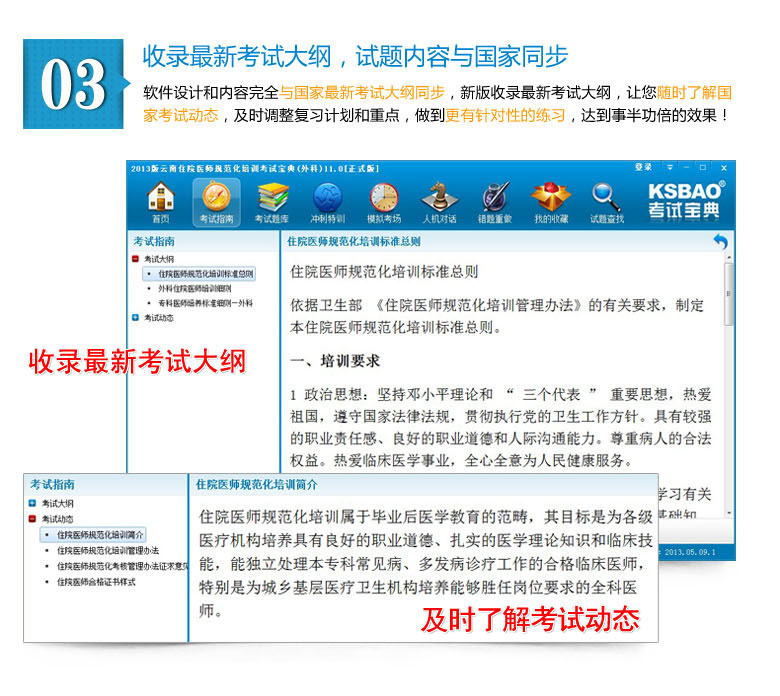 03
收录最新考试大纲，试题内容与国家同步
软件设计和内容完全与国家最新考试大纲同步，新版收录最新考试大纲，让您随时了解国
家考试动态，及时调整复习计划和重点，做到更有针对性的练习，达到事半功倍的效果！
2013版云南住院医师规范化培训考试宝典(外科)11.0[正式版]
登录
首页 考试指南 考试题库 冲刺特训 模拟考场 人机对话 错题重做 我的收藏 试题查找
KSBAO®
考试宝典
考试指南
考试大纲
住院医师规范化培训标准总则
外科住院医师培训细则
专科医师培养标准细则—外科
考试动态
收录最新考试大纲
住院医师规范化培训标准总则
住院医师规范化培训标准总则
依据卫生部 《住院医师规范化培训管理办法》的有关要求，制定
本住院医师规范化培训标准总则。
一、培训要求
1 政治思想：坚持邓小平理论和 “ 三个代表 ” 重要思想，热爱
祖国，遵守国家法律法规，贯彻执行党的卫生工作方针。具有较强
的职业责任感、良好的职业道德和人际沟通能力。尊重病人的合法
权益。热爱临床医学事业，全心全意为人民健康服务。
学习有关
2013.05.09.1
考试指南
考试大纲
考试动态
住院医师规范化培训简介
住院医师规范化培训管理办法
住院医师规范化考核管理办法征求意见
住院医师合格证书样式
住院医师规范化培训简介
住院医师规范化培训属于毕业后医学教育的范畴，其目标是为各级
医疗机构培养具有良好的职业道德、扎实的医学理论知识和临床技
能，能独立处理本专科常见病、多发病诊疗工作的合格临床医师，
特别是为城乡基层医疗卫生机构培养能够胜任岗位要求的全科医
师。
及时了解考试动态